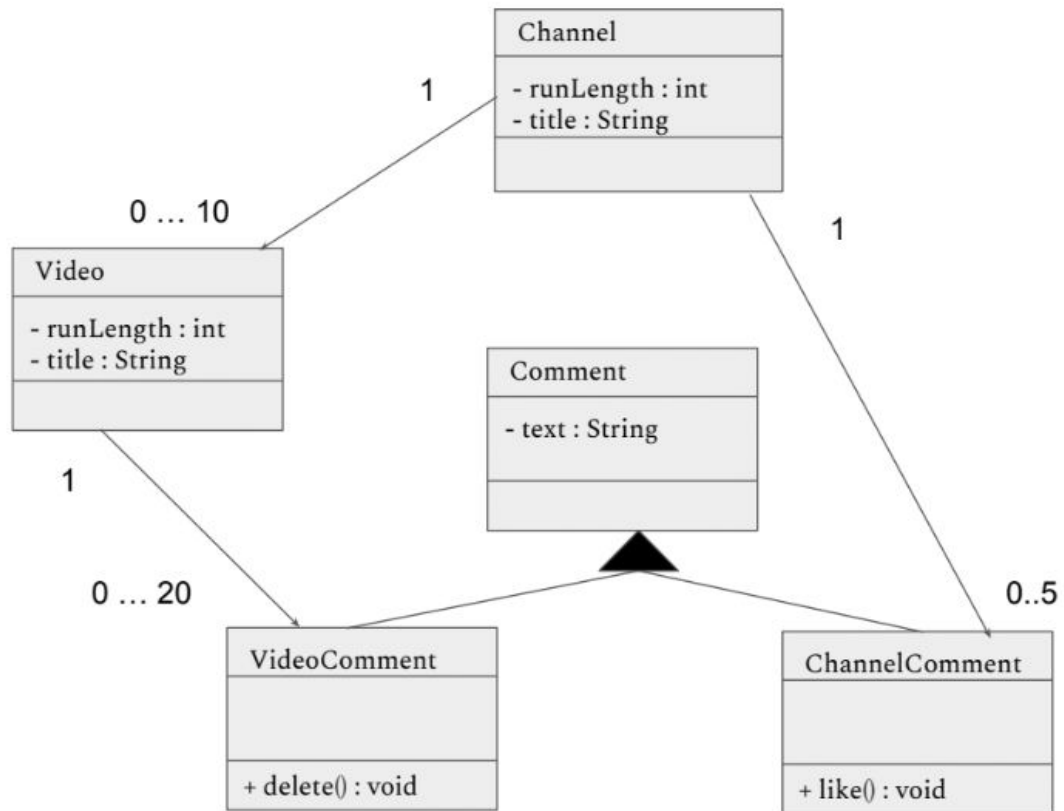 Channel
- runLength : int
- title : String
1
1
0 ... 10
Video
- runLength : int
- title : String
Comment
- text : String
1
0 ... 20
0..5
VideoComment
+ delete() : void
ChannelComment
+ like() : void